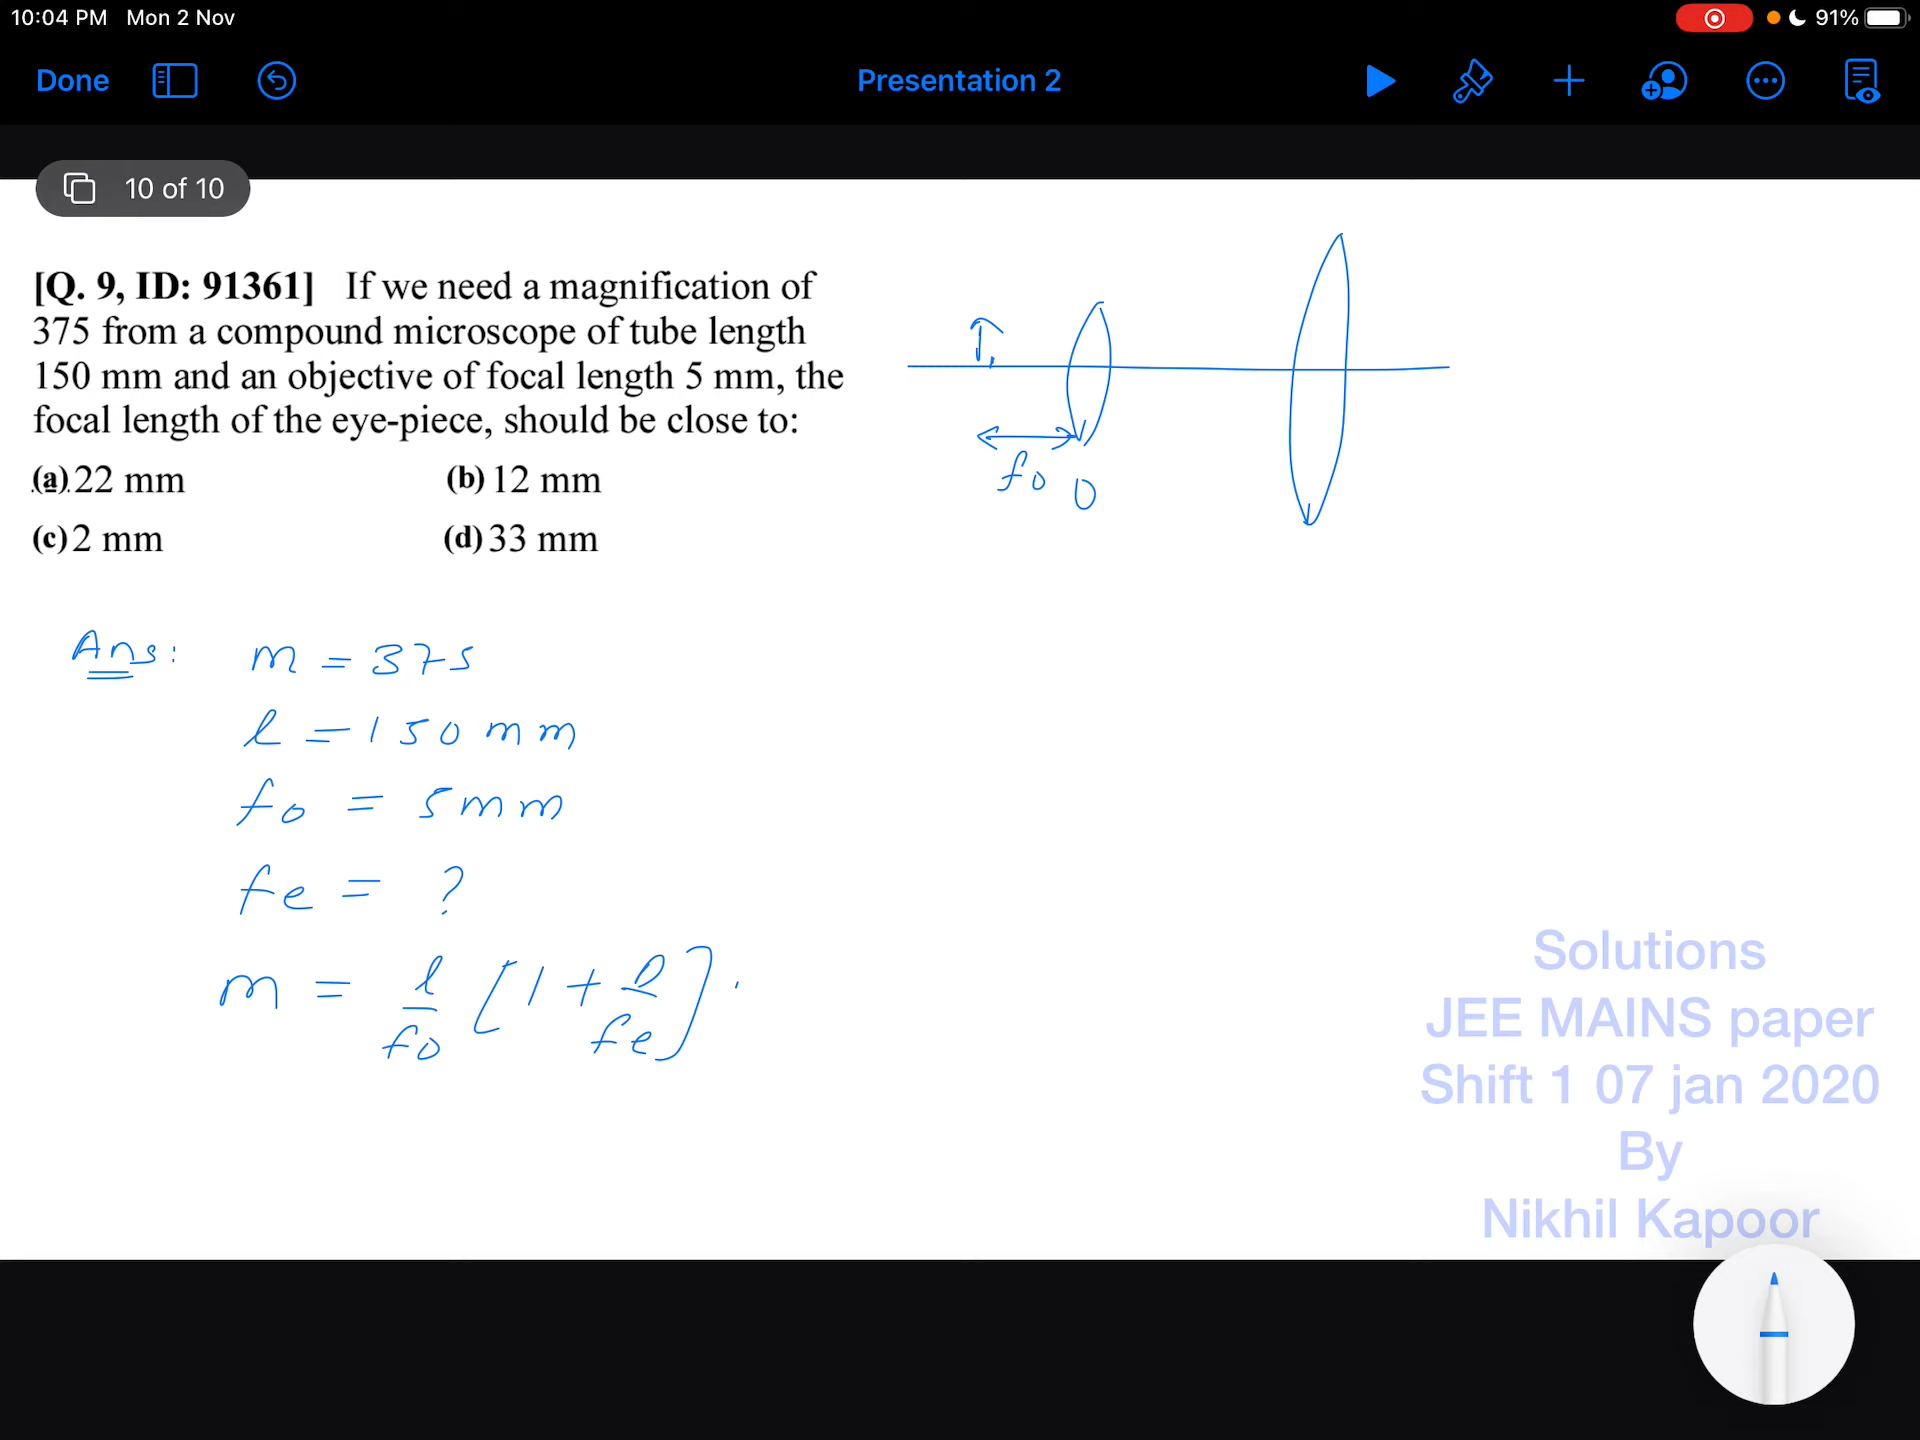 10:04 PM Mon 2 Nov
91%
Done
Presentation 2
10 of 10
[Q. 9, ID: 91361] If we need a magnification of
375 from a compound microscope of tube length
150 mm and an objective of focal length 5 mm, the
focal length of the eye-piece, should be close to:
(a) 22 mm (b) 12 mm
(c) 2 mm (d) 33 mm
fo O
Ans: m = 375
l = 150 mm
fo = 5 mm
fe = ?
m = l/fo [1 + D/fe]
Solutions
JEE MAINS paper
Shift 1 07 jan 2020
By
Nikhil Kapoor